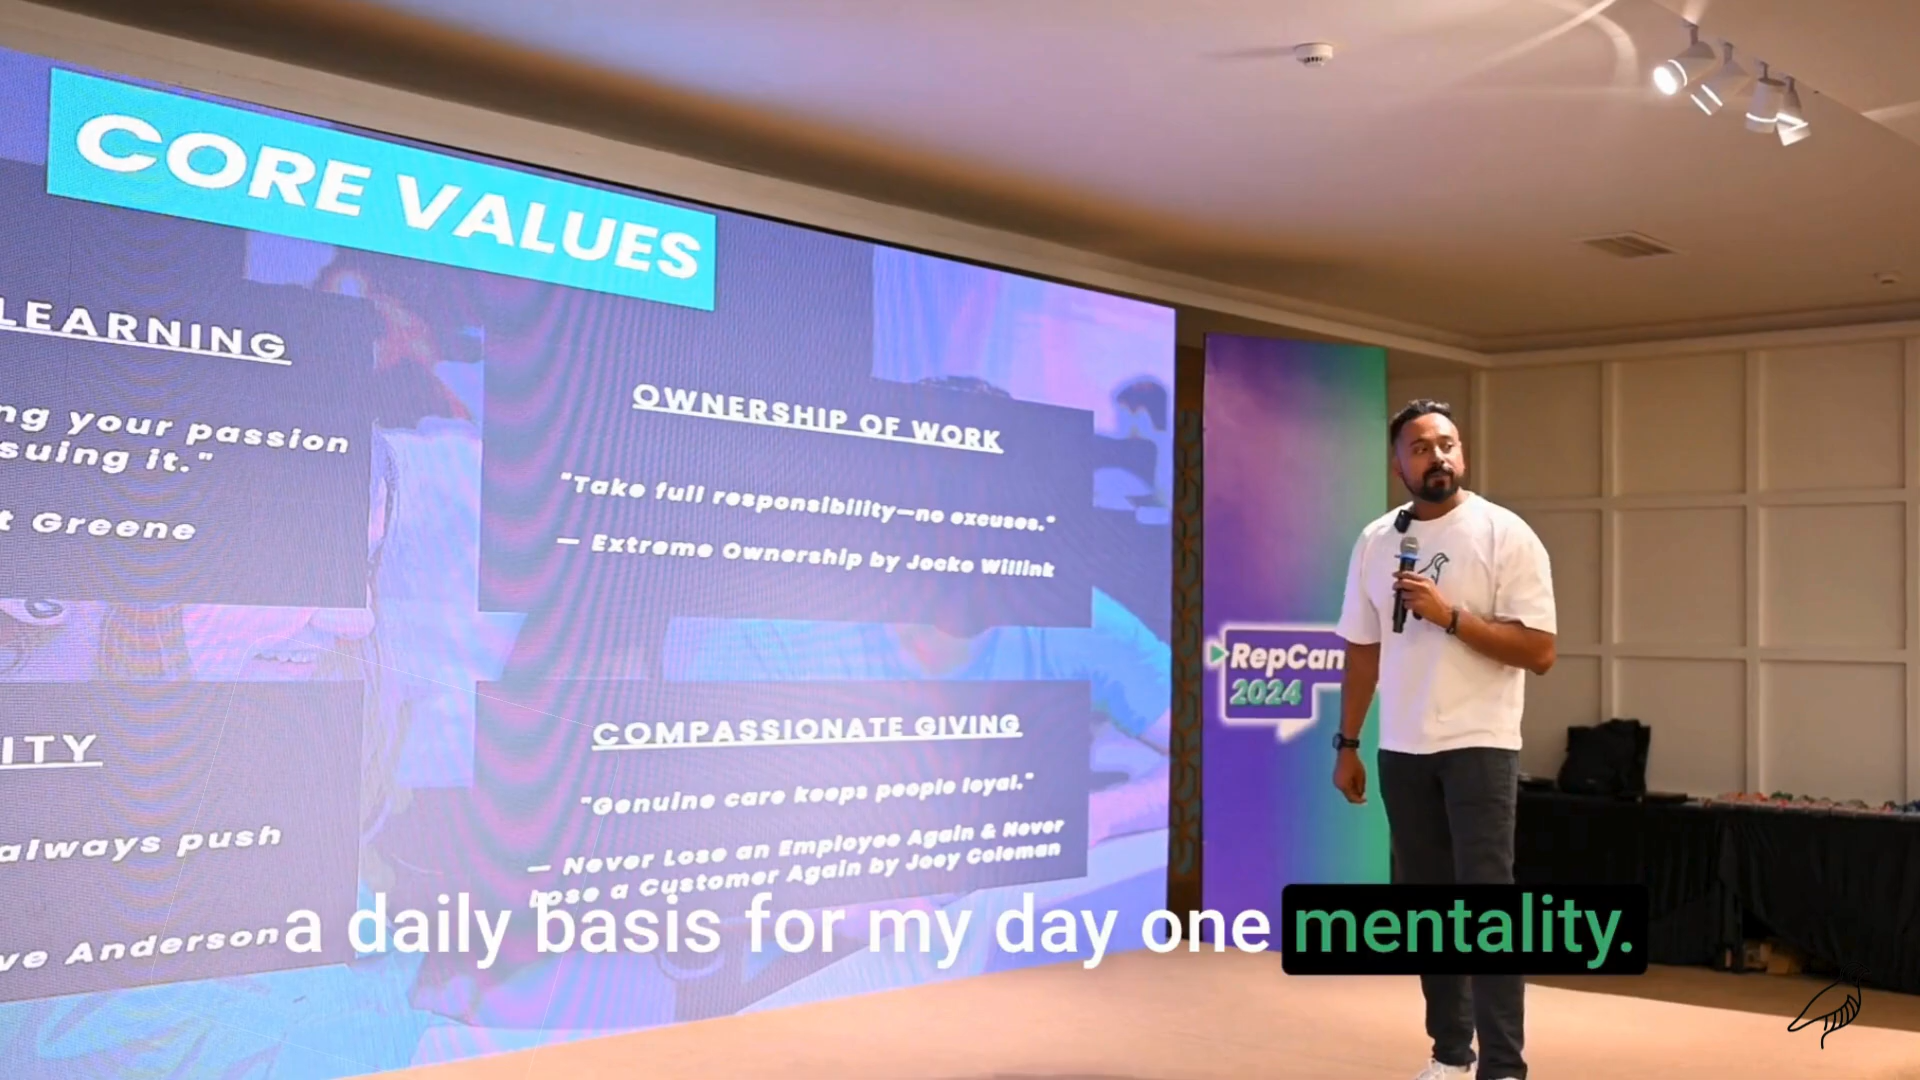 CORE VALUES
LEARNING
ng your passion
suing it."
t Greene
OWNERSHIP OF WORK
"Take full responsibility—no excuses."
— Extreme Ownership by Jocko Willink
ITY
always push
ve Anderson
COMPASSIONATE GIVING
"Genuine care keeps people loyal."
— Never Lose an Employee Again & Never
Lose a Customer Again by Joey Coleman
RepCam
2024
a daily basis for my day one mentality.